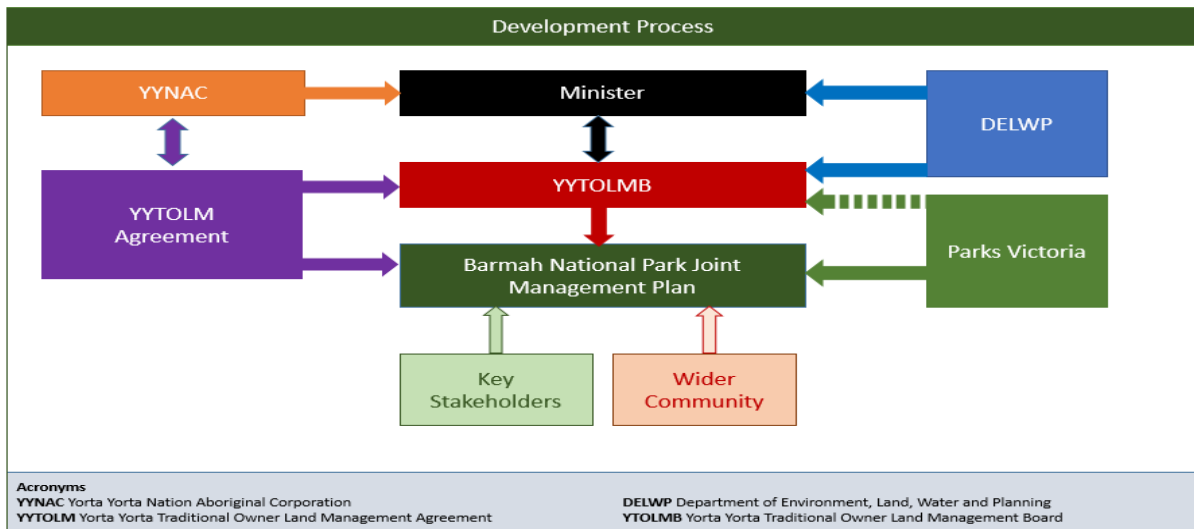 Development Process
YYNAC
Minister
DELWP
YYTOLMB
YYTOLM
Agreement
Parks Victoria
Barmah National Park Joint
Management Plan
Key
Stakeholders
Wider
Community
Acronyms
YYNAC Yorta Yorta Nation Aboriginal Corporation
DELWP Department of Environment, Land, Water and Planning
YYTOLM Yorta Yorta Traditional Owner Land Management Agreement
YTOLMB Yorta Yorta Traditional Owner Land Management Board